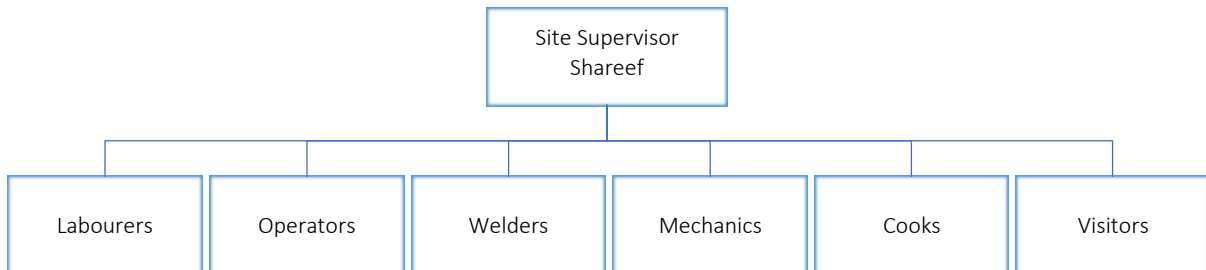 Site Supervisor
Shareef
Labourers
Operators
Welders
Mechanics
Cooks
Visitors